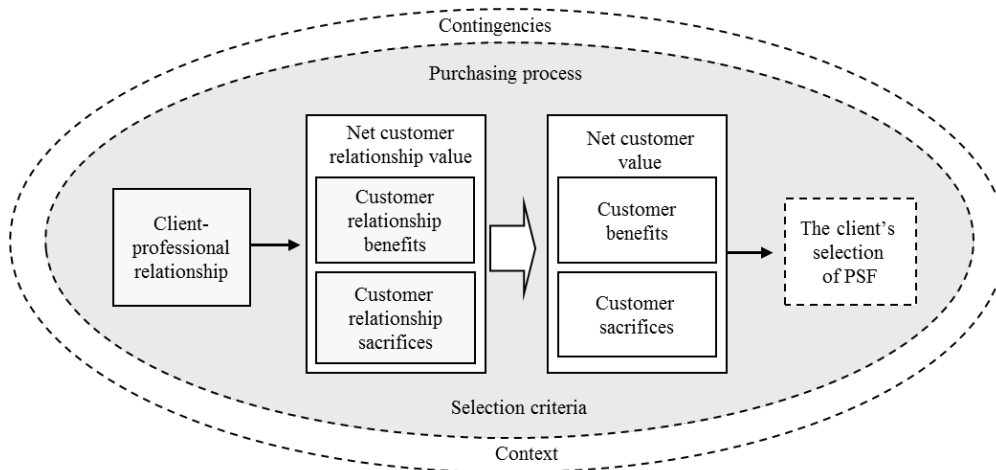 Contingencies
Purchasing process
Client-
professional
relationship
Net customer
relationship value
Customer
relationship
benefits
Customer
relationship
sacrifices
Net customer
value
Customer
benefits
Customer
sacrifices
The client’s
selection
of PSF
Selection criteria
Context